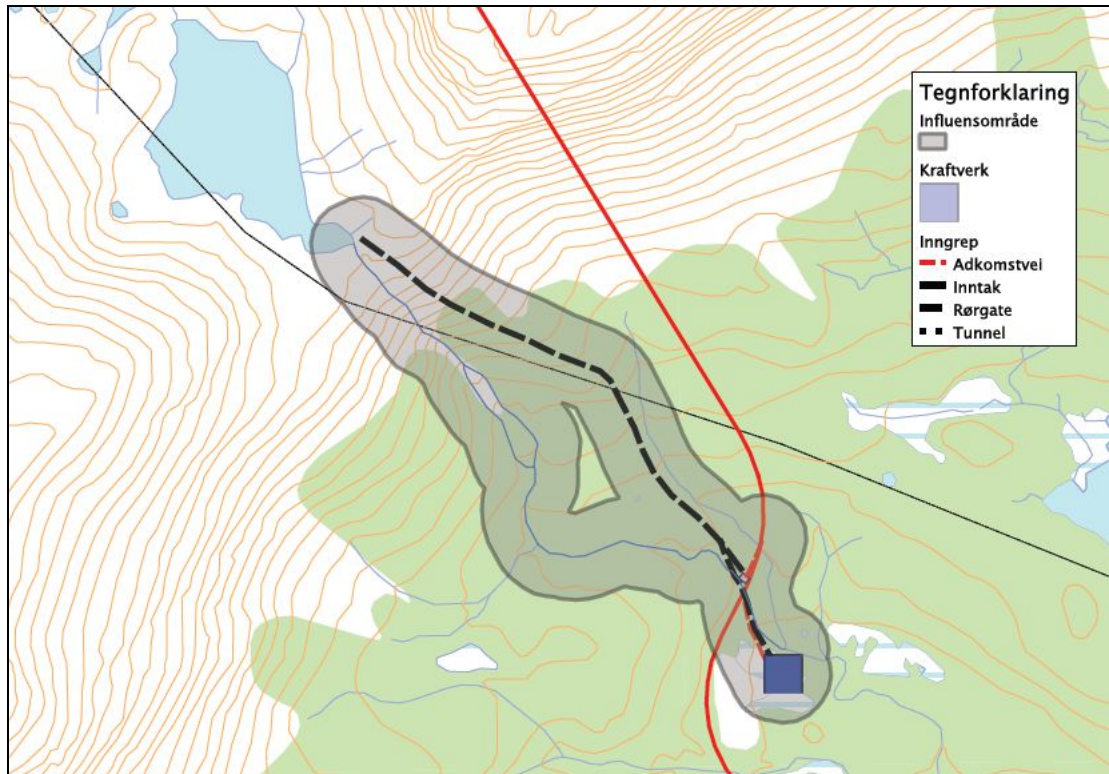 Tegnforklaring
Influensområde
Kraftverk
Inngrep
Adkomstvei
Inntak
Rørgate
Tunnel